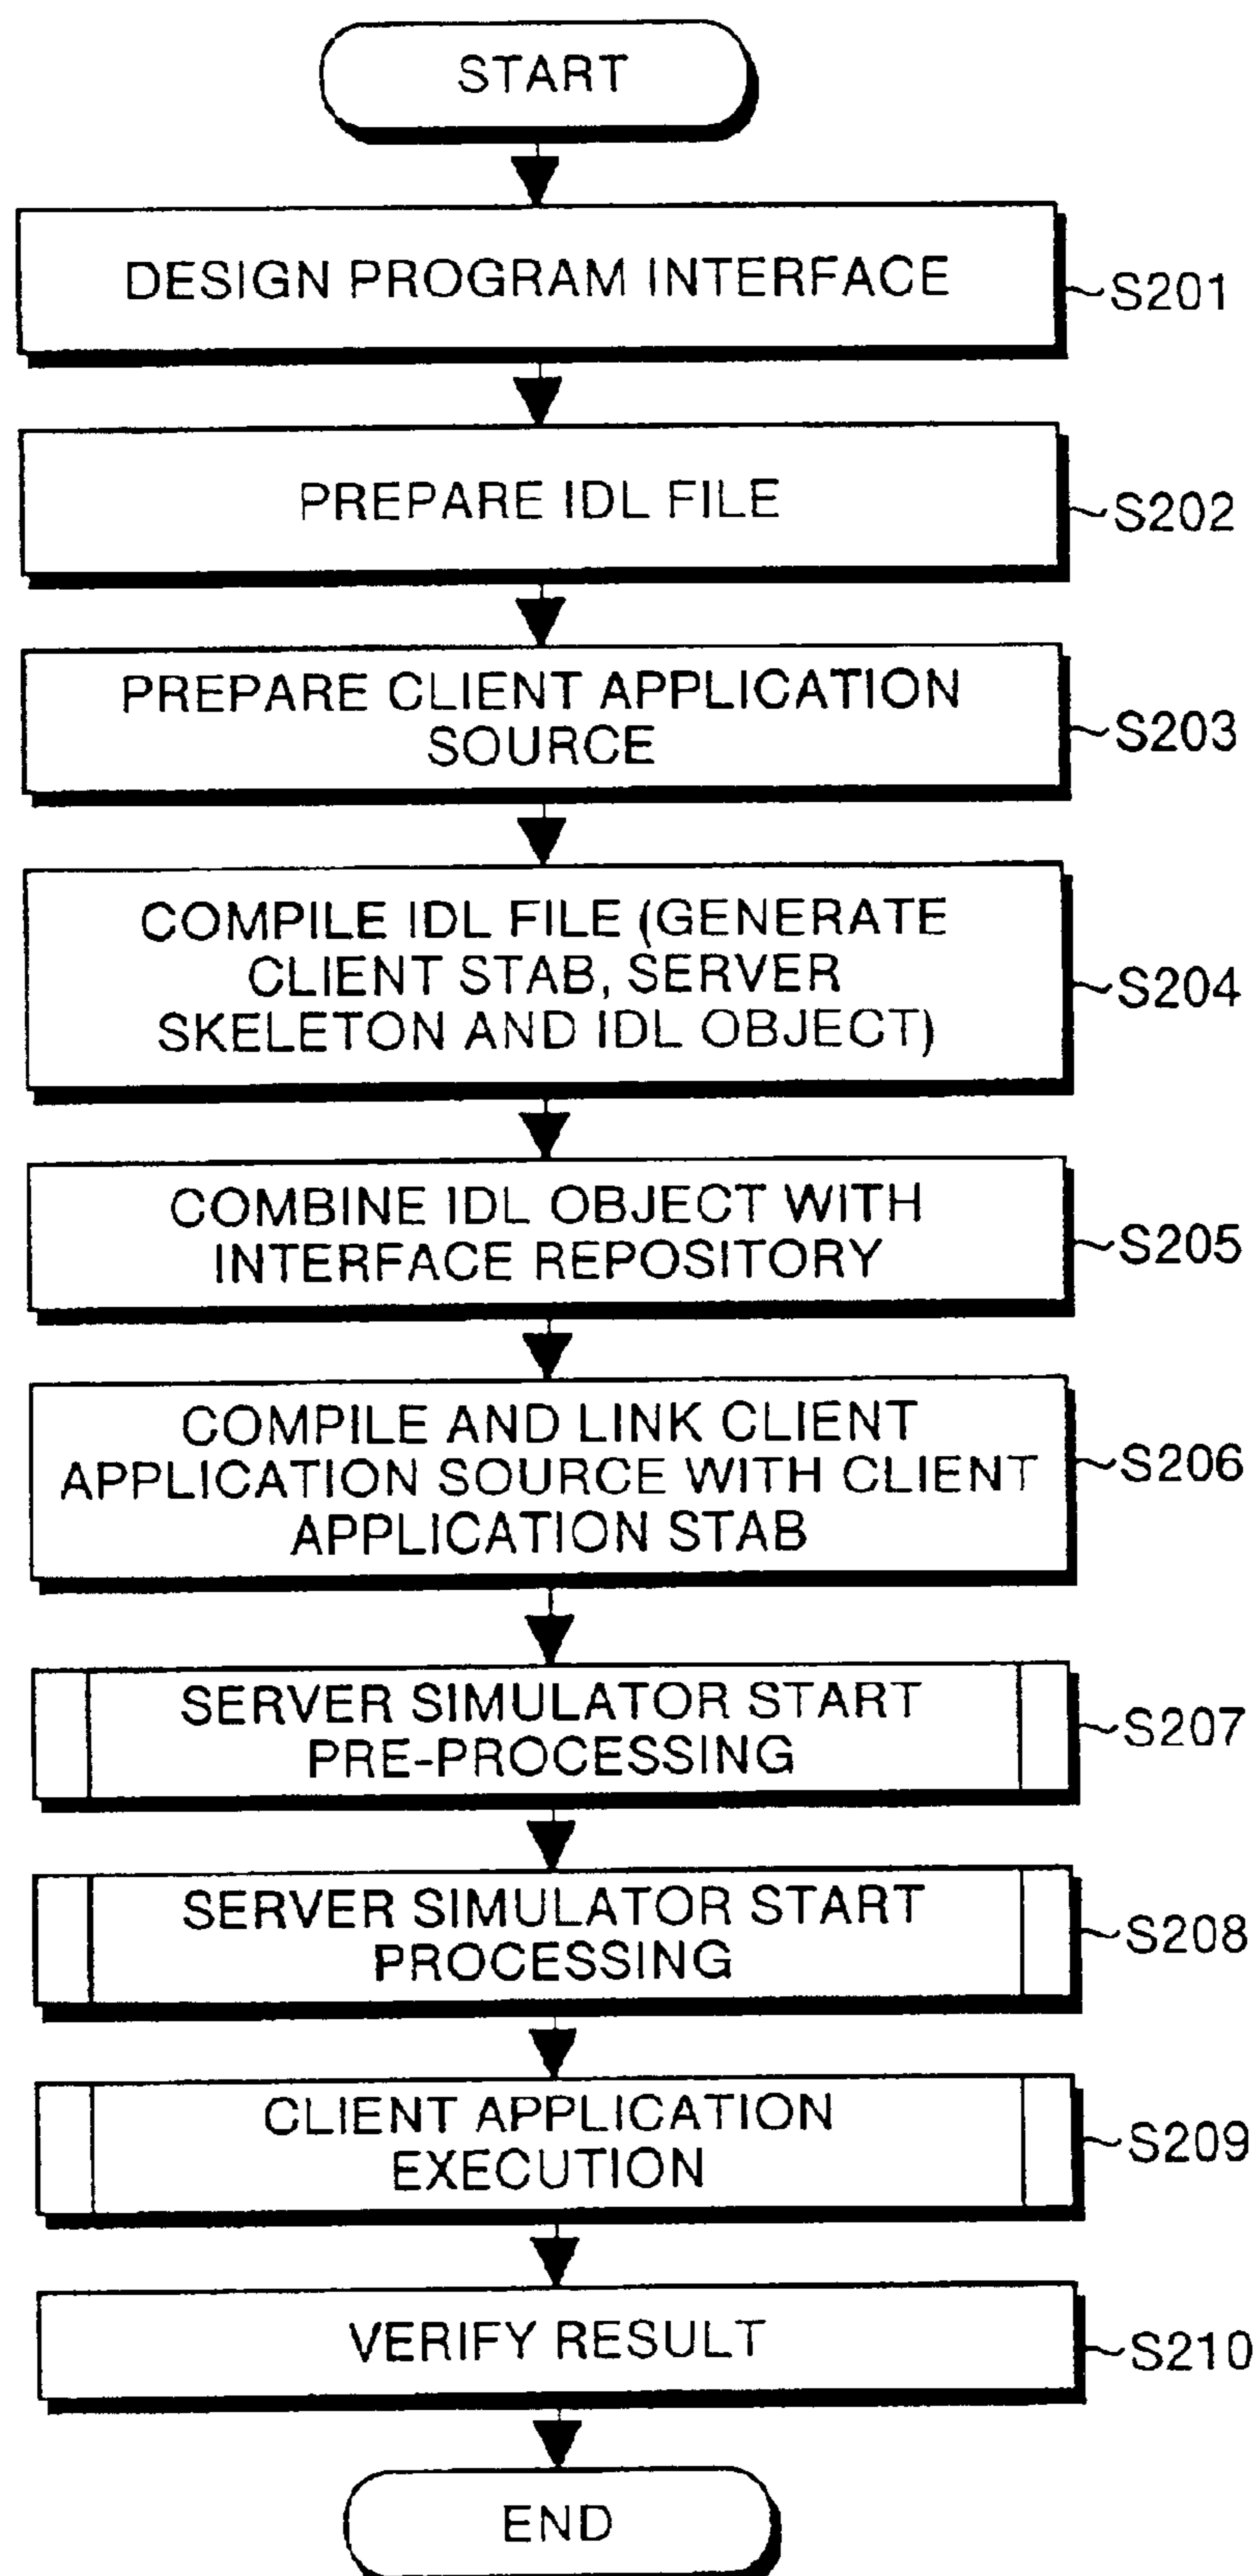 START
DESIGN PROGRAM INTERFACE
S201
PREPARE IDL FILE
S202
PREPARE CLIENT APPLICATION
SOURCE
S203
COMPILE IDL FILE (GENERATE
CLIENT STAB, SERVER
SKELETON AND IDL OBJECT)
S204
COMBINE IDL OBJECT WITH
INTERFACE REPOSITORY
S205
COMPILE AND LINK CLIENT
APPLICATION SOURCE WITH CLIENT
APPLICATION STAB
S206
SERVER SIMULATOR START
PRE-PROCESSING
S207
SERVER SIMULATOR START
PROCESSING
S208
CLIENT APPLICATION
EXECUTION
S209
VERIFY RESULT
S210
END